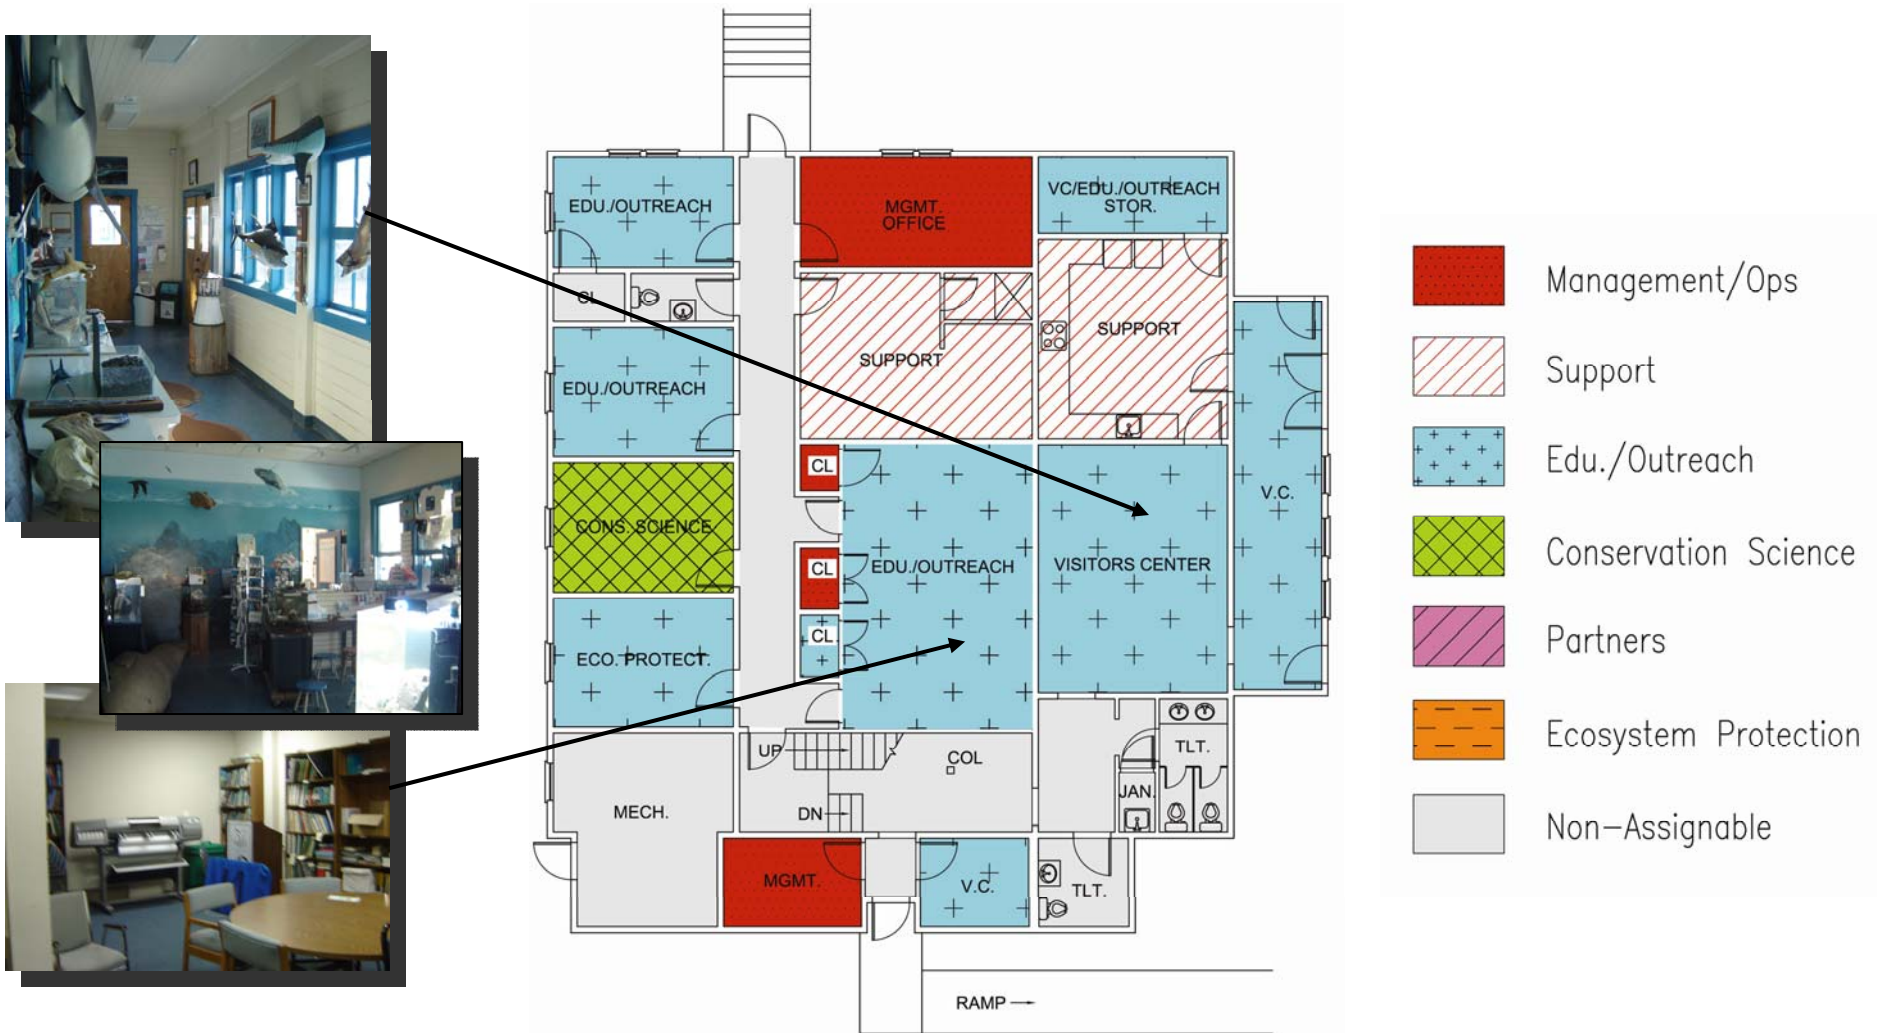 EDU./OUTREACH
MGMT.
OFFICE
VC/EDU./OUTREACH
STOR.
CL
SUPPORT
SUPPORT
EDU./OUTREACH
CL
V.C.
CONS. SCIENCE
CL
EDU./OUTREACH
VISITORS CENTER
CL
ECO. PROTECT.
UP
COL
TLT.
MECH.
DN
JAN.
MGMT.
V.C.
TLT.
RAMP
Management/Ops
Support
Edu./Outreach
Conservation Science
Partners
Ecosystem Protection
Non-Assignable